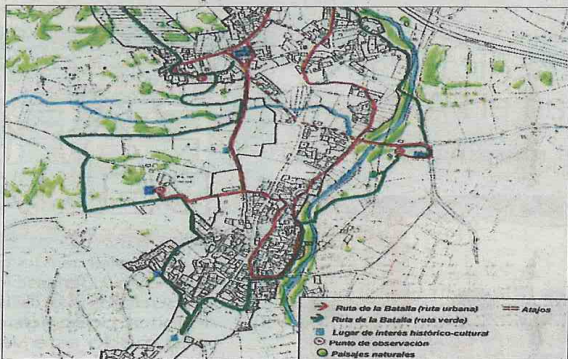 Ruta de la Batalla (ruta urbana)
Atajos
Ruta de la Batalla (ruta verde)
Lugar de interés histórico-cultural
Punto de observación
Paisajes naturales